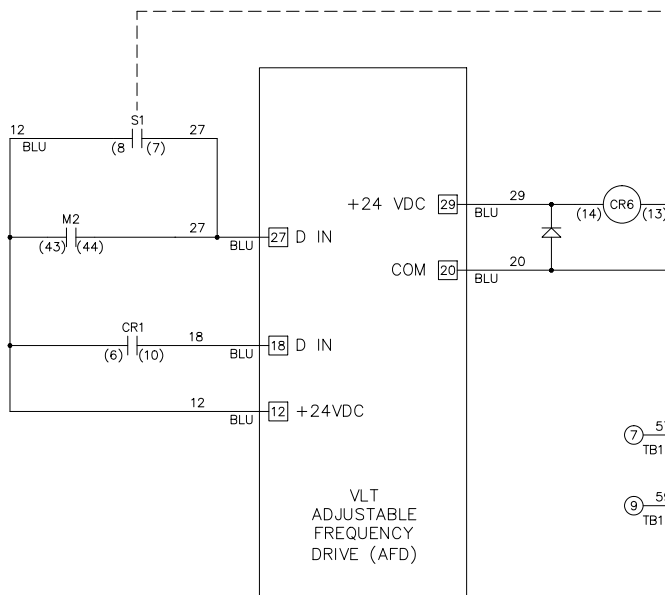 S1
12
27
BLU
(8
(7)
29
+24 VDC
29
BLU
(14)
CR6
(13)
M2
27
(43)
(44)
BLU
27
D IN
20
COM
20
BLU
CR1
18
(6)
(10)
BLU
18
D IN
12
BLU
12
+24VDC
7
57
TB1
VLT
ADJUSTABLE
FREQUENCY
DRIVE (AFD)
9
59
TB1